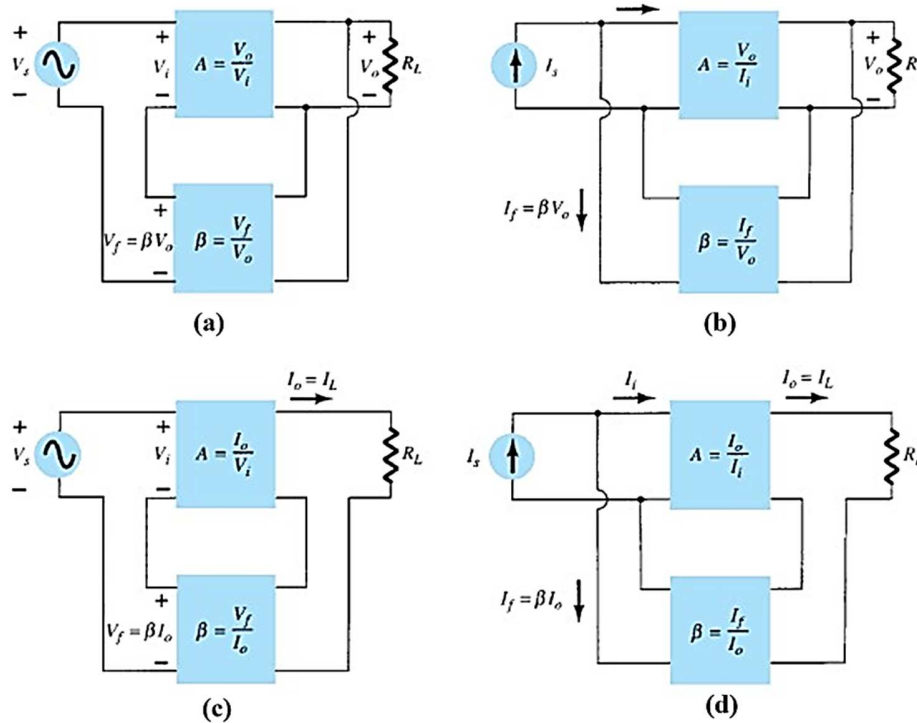 +
V_s
−
+
V_i
−
A = V_o/V_i
+
V_o
−
R_L
+
V_f = βV_o
−
β = V_f/V_o
(a)
I_s
A = V_o/I_i
+
V_o
−
R
I_f = βV_o
β = I_f/V_o
(b)
I_o = I_L
+
V_s
−
+
V_i
−
A = I_o/V_i
R_L
+
V_f = βI_o
−
β = V_f/I_o
(c)
I_i
I_o = I_L
I_s
A = I_o/I_i
I_f = βI_o
β = I_f/I_o
(d)